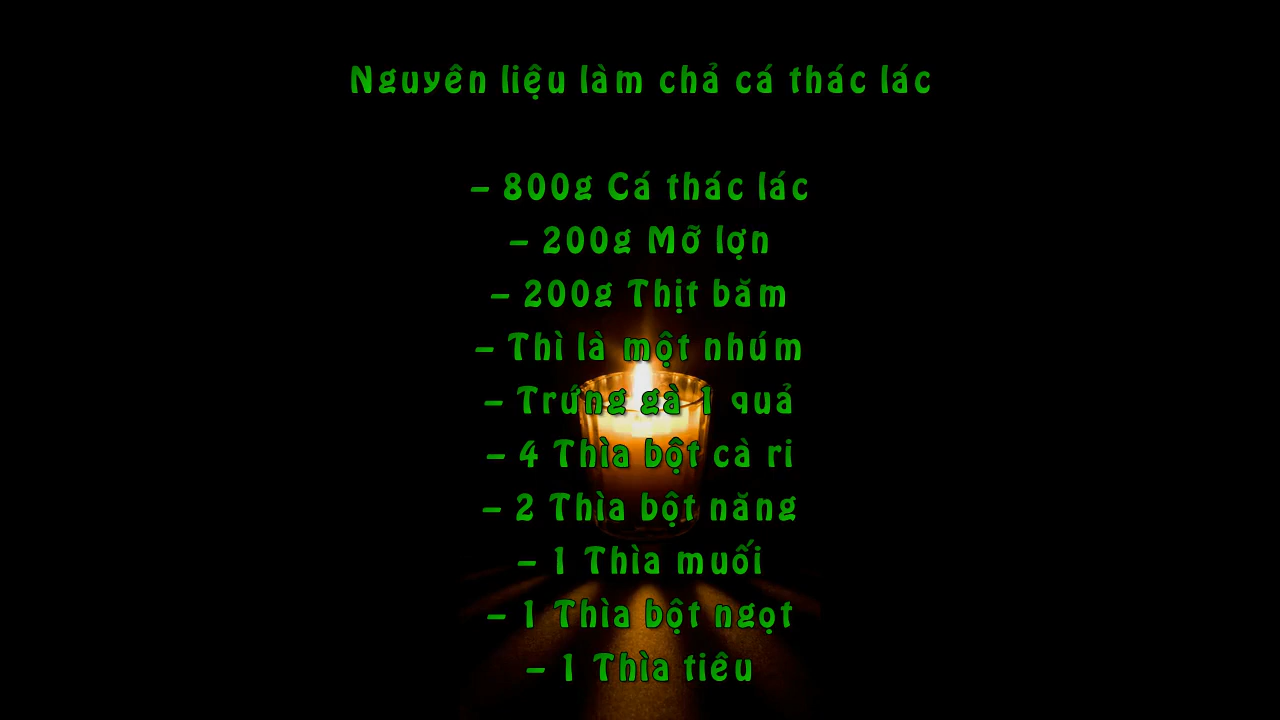 Nguyên liệu làm chả cá thác lác
– 800g Cá thác lác
– 200g Mỡ lợn
– 200g Thịt băm
– Thì là một nhúm
– Trứng gà 1 quả
– 4 Thìa bột cà ri
– 2 Thìa bột năng
– 1 Thìa muối
– 1 Thìa bột ngọt
– 1 Thìa tiêu